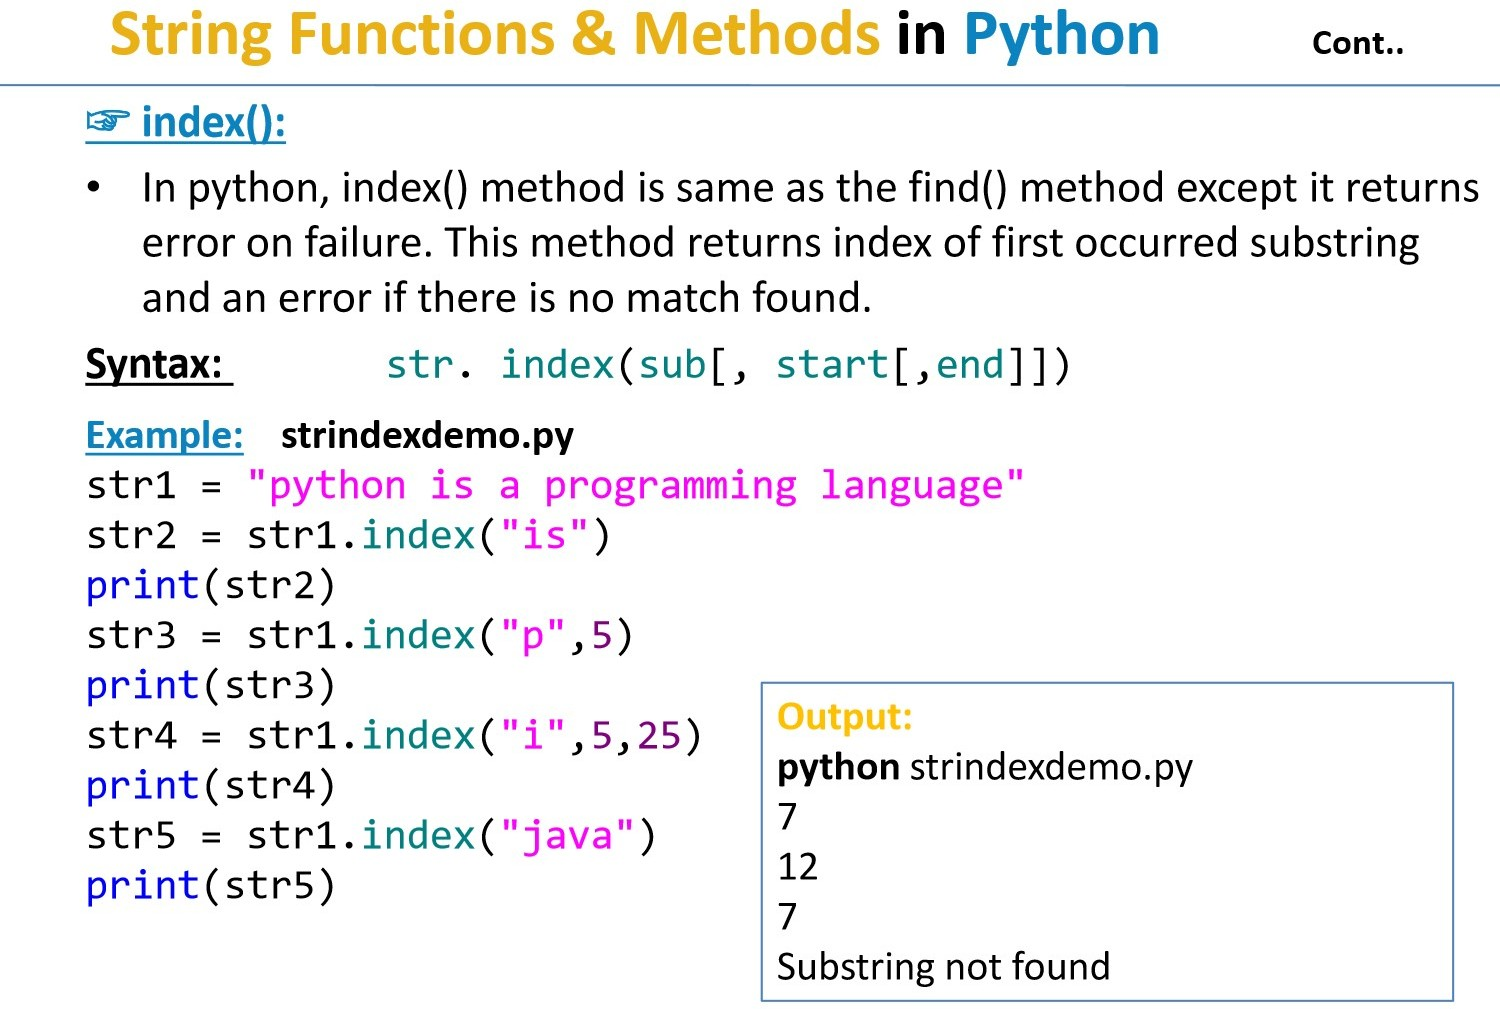 String Functions & Methods in Python Cont..
☞ index():
• In python, index() method is same as the find() method except it returns
error on failure. This method returns index of first occurred substring
and an error if there is no match found.
Syntax: str. index(sub[, start[,end]])
Example: strindexdemo.py
str1 = "python is a programming language"
str2 = str1.index("is")
print(str2)
str3 = str1.index("p",5)
print(str3)
str4 = str1.index("i",5,25)
print(str4)
str5 = str1.index("java")
print(str5)
Output:
python strindexdemo.py
7
12
7
Substring not found